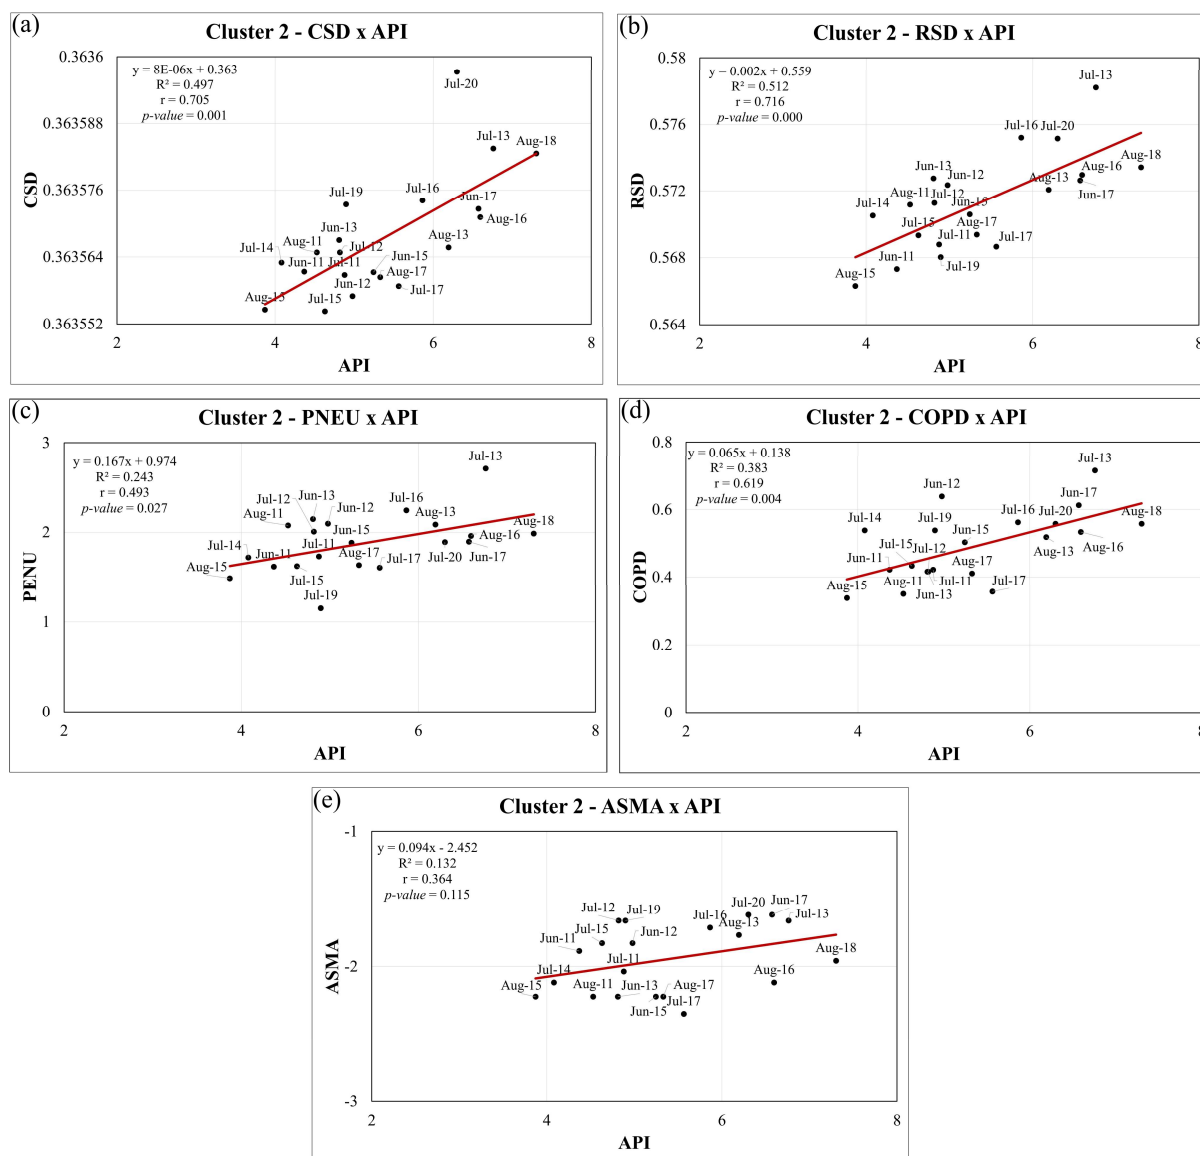 (a)
Cluster 2 - CSD x API
y = 8E-06x + 0.363
R² = 0.497
r = 0.705
p-value = 0.001
0.3636
0.363588
0.363576
0.363564
0.363552
CSD
Jul-20
Jul-13
Aug-18
Jul-19
Jul-16
Jun-17
Aug-16
Jun-13
Aug-13
Jul-14
Aug-11
Jul-12
Jun-11
Jul-11
Jun-15
Aug-17
Jun-12
Jul-17
Aug-15
Jul-15
2 4 6 8
API
(b)
Cluster 2 - RSD x API
y – 0.002x + 0.559
R² = 0.512
r = 0.716
p-value = 0.000
0.58
0.576
0.572
0.568
0.564
RSD
Jul-13
Jul-16
Jul-20
Jun-13
Jun-12
Aug-16
Aug-18
Aug-13
Jun-17
Jul-14
Aug-11
Jul-12
Jun-15
Jul-15
Aug-17
Jul-11
Jul-17
Jun-11
Jul-19
Aug-15
2 4 6 8
API
(c)
Cluster 2 - PNEU x API
y = 0.167x + 0.974
R² = 0.243
r = 0.493
p-value = 0.027
3
2
1
0
PENU
Jul-13
Jul-12
Jun-13
Jun-12
Jul-16
Aug-11
Aug-13
Aug-18
Jun-15
Aug-16
Jul-14
Jun-11
Jul-11
Aug-17
Jul-17
Jul-20
Jun-17
Aug-15
Jul-15
Jul-19
2 4 6 8
API
(d)
Cluster 2 - COPD x API
y = 0.065x + 0.138
R² = 0.383
r = 0.619
p-value = 0.004
0.8
0.6
0.4
0.2
0
COPD
Jul-13
Jun-12
Jun-17
Jul-14
Jul-19
Jul-16
Jul-20
Aug-18
Jun-15
Aug-13
Aug-16
Jul-15
Jul-12
Jun-11
Aug-17
Aug-15
Aug-11
Jul-11
Jul-17
Jun-13
2 4 6 8
API
(e)
Cluster 2 - ASMA x API
y = 0.094x - 2.452
R² = 0.132
r = 0.364
p-value = 0.115
-1
-2
-3
ASMA
Jul-12
Jul-19
Jul-20
Jun-17
Jul-16
Jul-13
Jul-15
Jun-12
Aug-13
Jun-11
Jul-11
Aug-18
Jul-14
Aug-16
Aug-15
Aug-11
Jun-13
Aug-17
Jun-15
Jul-17
2 4 6 8
API